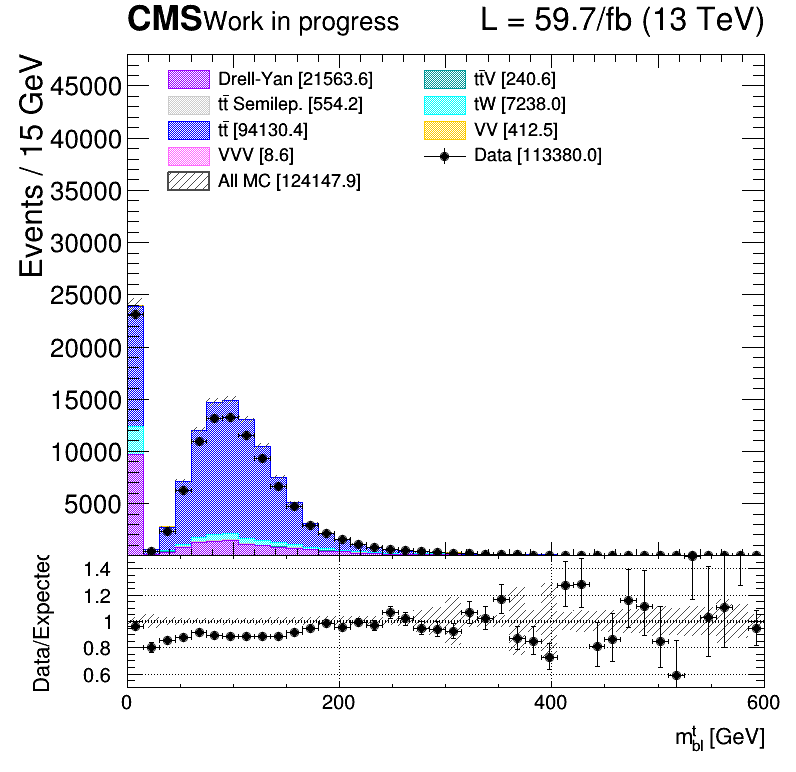 CMS Work in progress L = 59.7/fb (13 TeV)
Events / 15 GeV
45000
40000
35000
30000
25000
20000
15000
10000
5000
Drell-Yan [21563.6]
tt̄ Semilep. [554.2]
tt̄ [94130.4]
VVV [8.6]
All MC [124147.9]
tt̄V [240.6]
tW [7238.0]
VV [412.5]
Data [113380.0]
Data/Expected
1.4
1.2
1
0.8
0.6
0 200 400 600
m^t_bl [GeV]